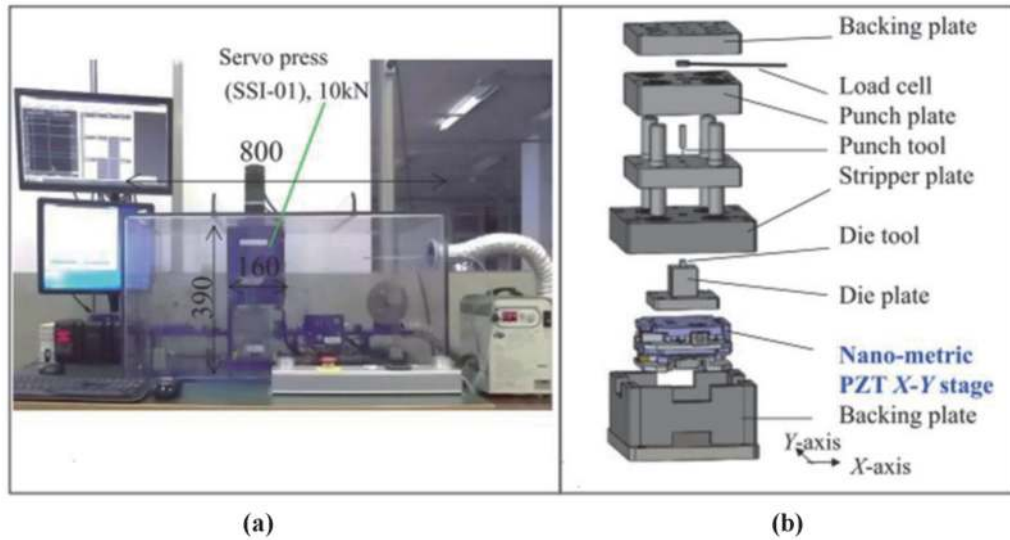 Servo press
(SSI-01), 10kN
800
160
390
(a)
Backing plate
Load cell
Punch plate
Punch tool
Stripper plate
Die tool
Die plate
Nano-metric
PZT X-Y stage
Backing plate
Y-axis
X-axis
(b)